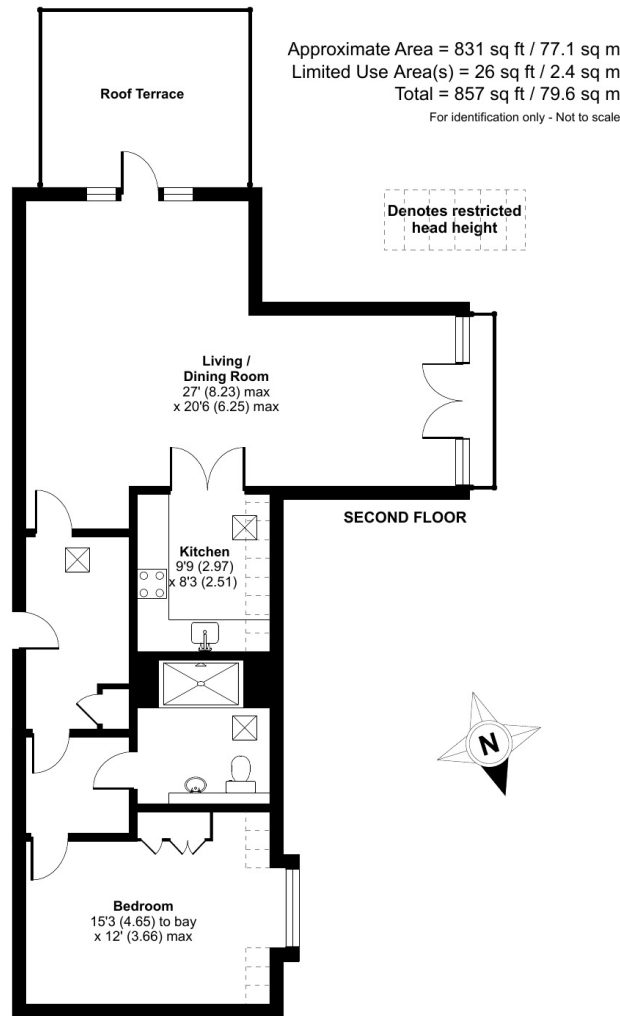 Approximate Area = 831 sq ft / 77.1 sq m
Limited Use Area(s) = 26 sq ft / 2.4 sq m
Total = 857 sq ft / 79.6 sq m
For identification only - Not to scale
Roof Terrace
Denotes restricted
head height
Living /
Dining Room
27' (8.23) max
x 20'6 (6.25) max
SECOND FLOOR
Kitchen
9'9 (2.97)
x 8'3 (2.51)
N
Bedroom
15'3 (4.65) to bay
x 12' (3.66) max